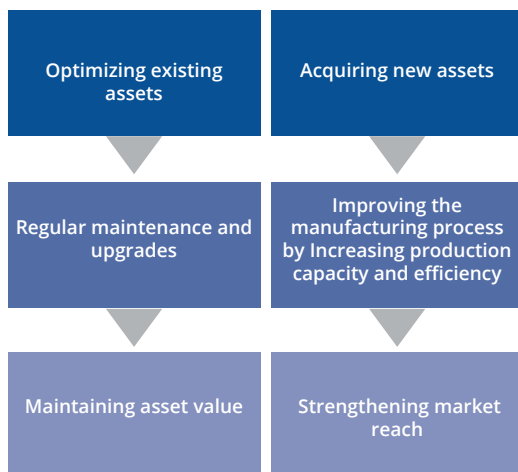 Optimizing existing
assets
Acquiring new assets
Regular maintenance and
upgrades
Improving the
manufacturing process
by Increasing production
capacity and efficiency
Maintaining asset value
Strengthening market
reach